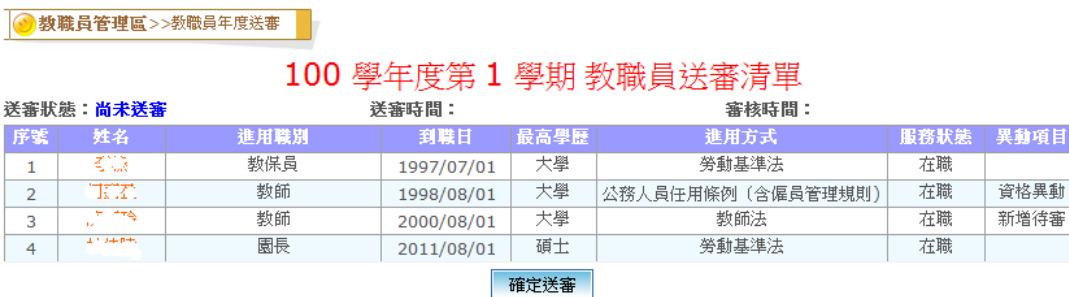 教職員管理區>>教職員年度送審
100 學年度第 1 學期 教職員送審清單
送審狀態：尚未送審 送審時間： 審核時間：
序號 姓名 進用職別 到職日 最高學歷 進用方式 服務狀態 異動項目
1 教保員 1997/07/01 大學 勞動基準法 在職
2 教師 1998/08/01 大學 公務人員任用條例（含僱員管理規則） 在職 資格異動
3 教師 2000/08/01 大學 教師法 在職 新增待審
4 園長 2011/08/01 碩士 勞動基準法 在職
確定送審